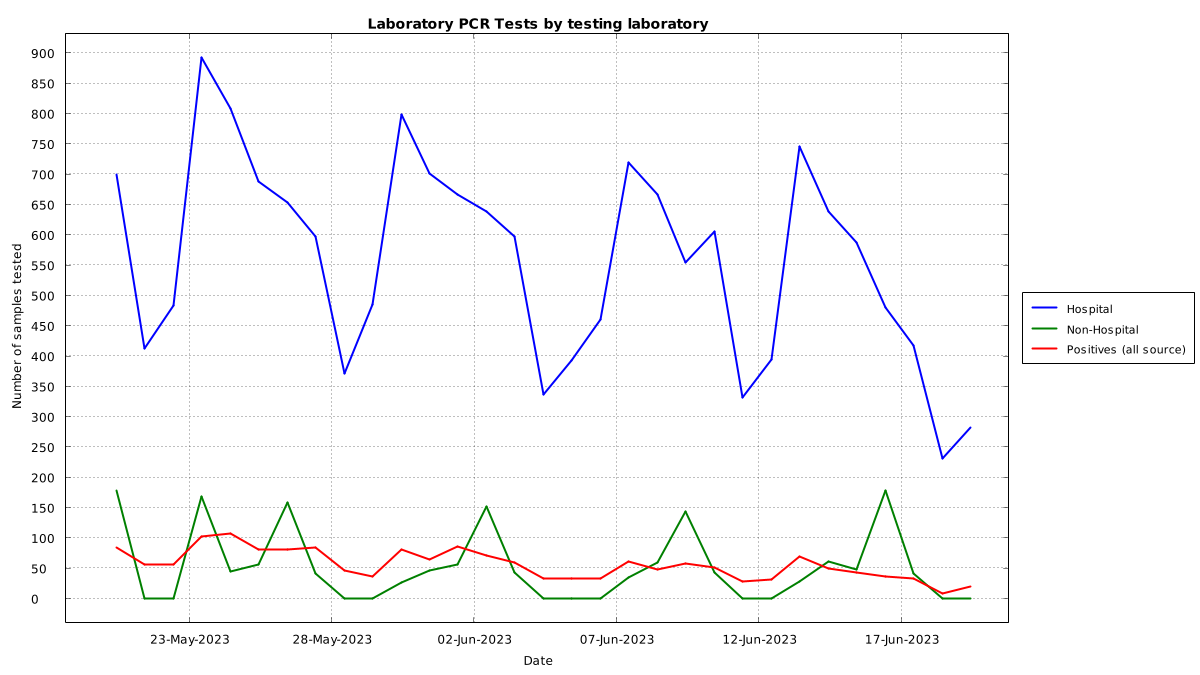 Laboratory PCR Tests by testing laboratory
Number of samples tested
900
850
800
750
700
650
600
550
500
450
400
350
300
250
200
150
100
50
0
23-May-2023 28-May-2023 02-Jun-2023 07-Jun-2023 12-Jun-2023 17-Jun-2023
Date
Hospital
Non-Hospital
Positives (all source)